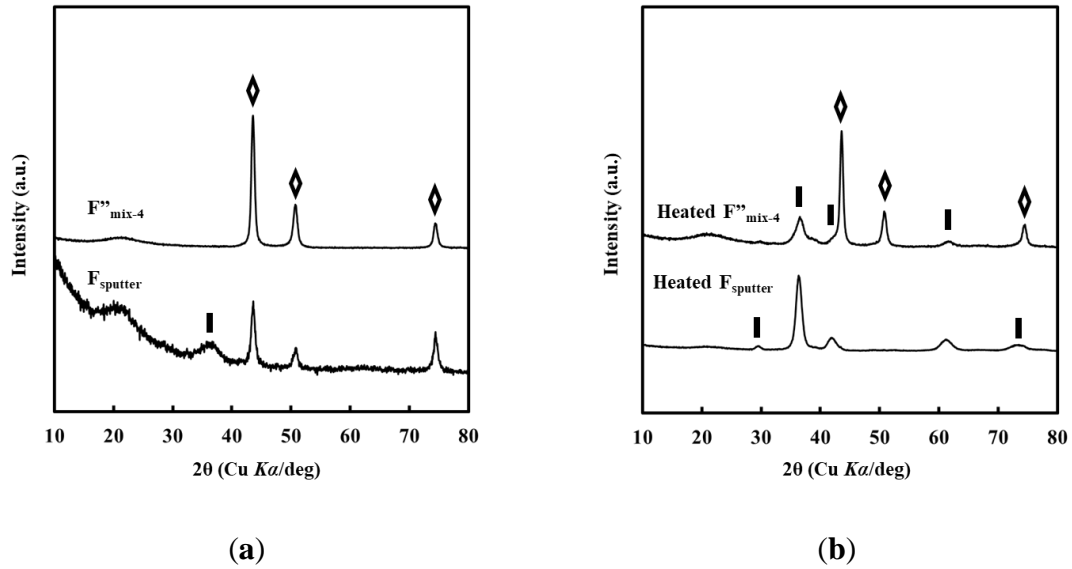 Intensity (a.u.)
F”mix-4
Fsputter
10 20 30 40 50 60 70 80
2θ (Cu Kα/deg)
(a)
Intensity (a.u.)
Heated F”mix-4
Heated Fsputter
10 20 30 40 50 60 70 80
2θ (Cu Kα/deg)
(b)